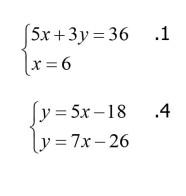 .1 5x + 3y = 36
x = 6
.4 y = 5x – 18
y = 7x – 26